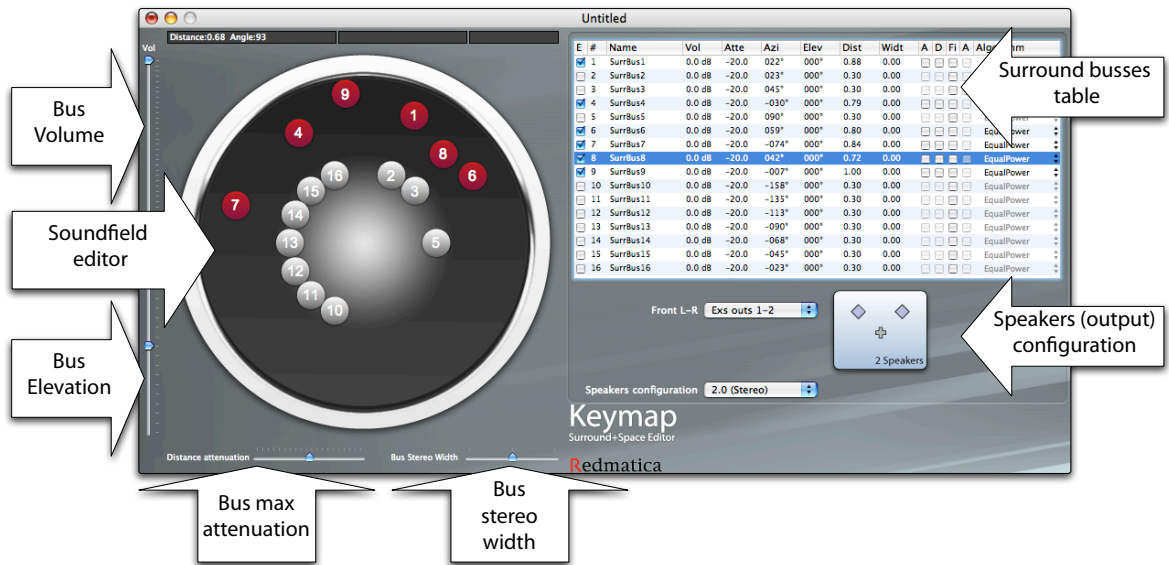 Untitled
Distance:0.68 Angle:93
Vol
E # Name Vol Atte Azi Elev Dist Widt A D Fi A
1 SurrBus1 0.0 dB -20.0 022° 000° 0.88 0.00
2 SurrBus2 0.0 dB -20.0 023° 000° 0.30 0.00
3 SurrBus3 0.0 dB -20.0 045° 000° 0.30 0.00
4 SurrBus4 0.0 dB -20.0 -030° 000° 0.79 0.00
5 SurrBus5 0.0 dB -20.0 090° 000° 0.30 0.00
6 SurrBus6 0.0 dB -20.0 059° 000° 0.80 0.00 EqualPower
7 SurrBus7 0.0 dB -20.0 -074° 000° 0.84 0.00 EqualPower
8 SurrBus8 0.0 dB -20.0 042° 000° 0.72 0.00 EqualPower
9 SurrBus9 0.0 dB -20.0 -007° 000° 1.00 0.00 EqualPower
10 SurrBus10 0.0 dB -20.0 -158° 000° 0.30 0.00 EqualPower
11 SurrBus11 0.0 dB -20.0 -135° 000° 0.30 0.00 EqualPower
12 SurrBus12 0.0 dB -20.0 -113° 000° 0.30 0.00 EqualPower
13 SurrBus13 0.0 dB -20.0 -090° 000° 0.30 0.00 EqualPower
14 SurrBus14 0.0 dB -20.0 -068° 000° 0.30 0.00 EqualPower
15 SurrBus15 0.0 dB -20.0 -045° 000° 0.30 0.00 EqualPower
16 SurrBus16 0.0 dB -20.0 -023° 000° 0.30 0.00 EqualPower
Surround busses
table
Bus
Volume
Soundfield
editor
Bus
Elevation
9
1
4
8
6
16
2
15
3
7
14
13
5
12
11
10
Front L-R Exs outs 1-2
2 Speakers
Speakers (output)
configuration
Speakers configuration 2.0 (Stereo)
Keymap
Surround+Space Editor
Redmatica
Distance attenuation
Bus Stereo Width
Bus max
attenuation
Bus
stereo
width